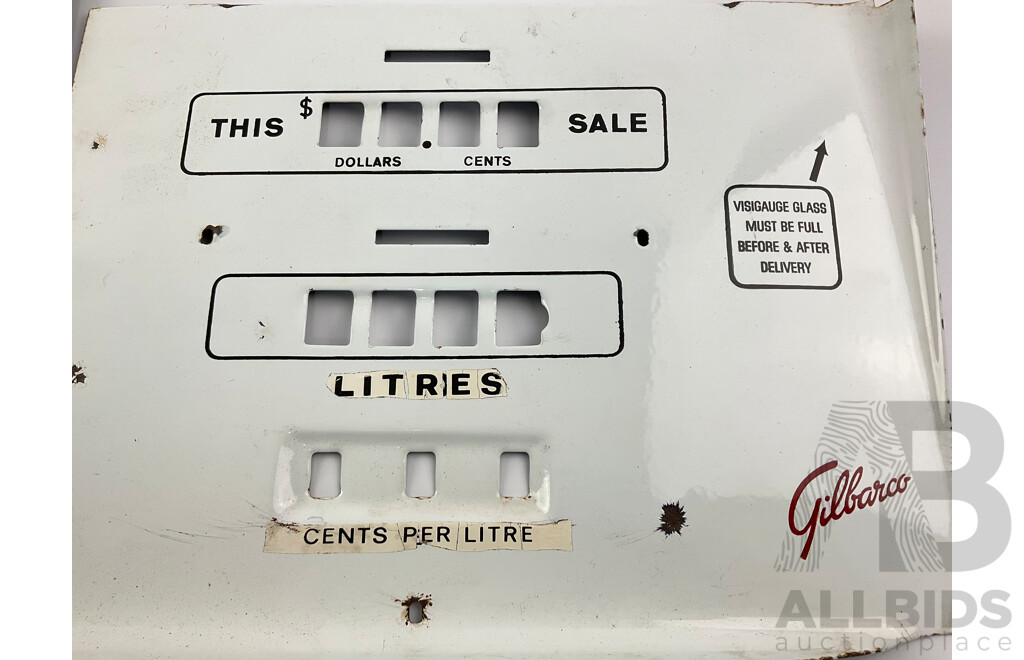 THIS $ . SALE
DOLLARS CENTS
VISIGAUGE GLASS
MUST BE FULL
BEFORE & AFTER
DELIVERY
LITRES
CENTS PER LITRE
Gilbarco
AB
ALLBIDS
auctionplace